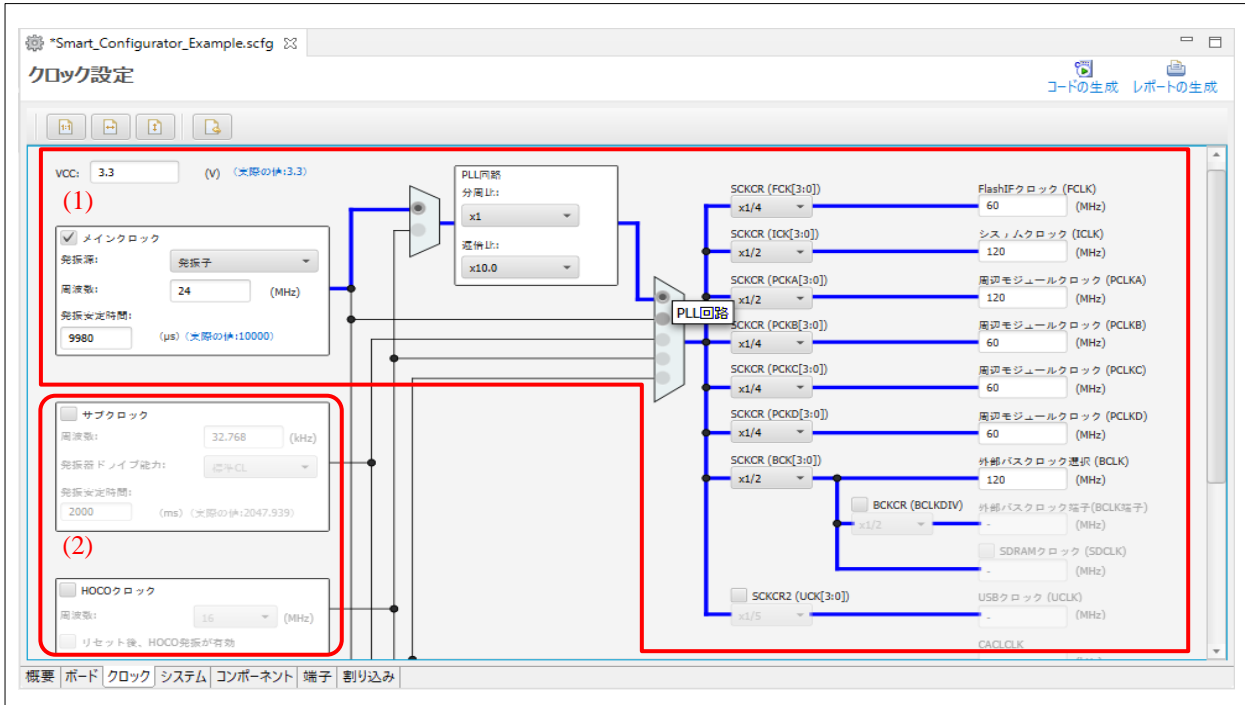 *Smart_Configurator_Example.scfg
クロック設定
コードの生成 レポートの生成
1:1
VCC: 3.3 (V) (実際の値:3.3)
(1)
メインクロック
発振源: 発振子
周波数: 24 (MHz)
発振安定時間:
9980 (μs) (実際の値:10000)
PLL回路
分周比:
x1
逓倍比:
x10.0
PLL回路
SCKCR (FCK[3:0])
x1/4
FlashIFクロック (FCLK)
60 (MHz)
SCKCR (ICK[3:0])
x1/2
システムクロック (ICLK)
120 (MHz)
SCKCR (PCKA[3:0])
x1/2
周辺モジュールクロック (PCLKA)
120 (MHz)
SCKCR (PCKB[3:0])
x1/4
周辺モジュールクロック (PCLKB)
60 (MHz)
SCKCR (PCKC[3:0])
x1/4
周辺モジュールクロック (PCLKC)
60 (MHz)
SCKCR (PCKD[3:0])
x1/4
周辺モジュールクロック (PCLKD)
60 (MHz)
SCKCR (BCK[3:0])
x1/2
外部バスクロック選択 (BCLK)
120 (MHz)
BCKCR (BCLKDIV)
x1/2
外部バスクロック端子(BCLK端子)
- (MHz)
SDRAMクロック (SDCLK)
- (MHz)
SCKCR2 (UCK[3:0])
x1/5
USBクロック (UCLK)
- (MHz)
CACLCLK
サブクロック
周波数: 32.768 (kHz)
発振器ドライブ能力: 標準CL
発振安定時間:
2000 (ms) (実際の値:2047.939)
(2)
HOCOクロック
周波数: 16 (MHz)
リセット後、HOCO発振が有効
概要 ボード クロック システム コンポーネント 端子 割り込み